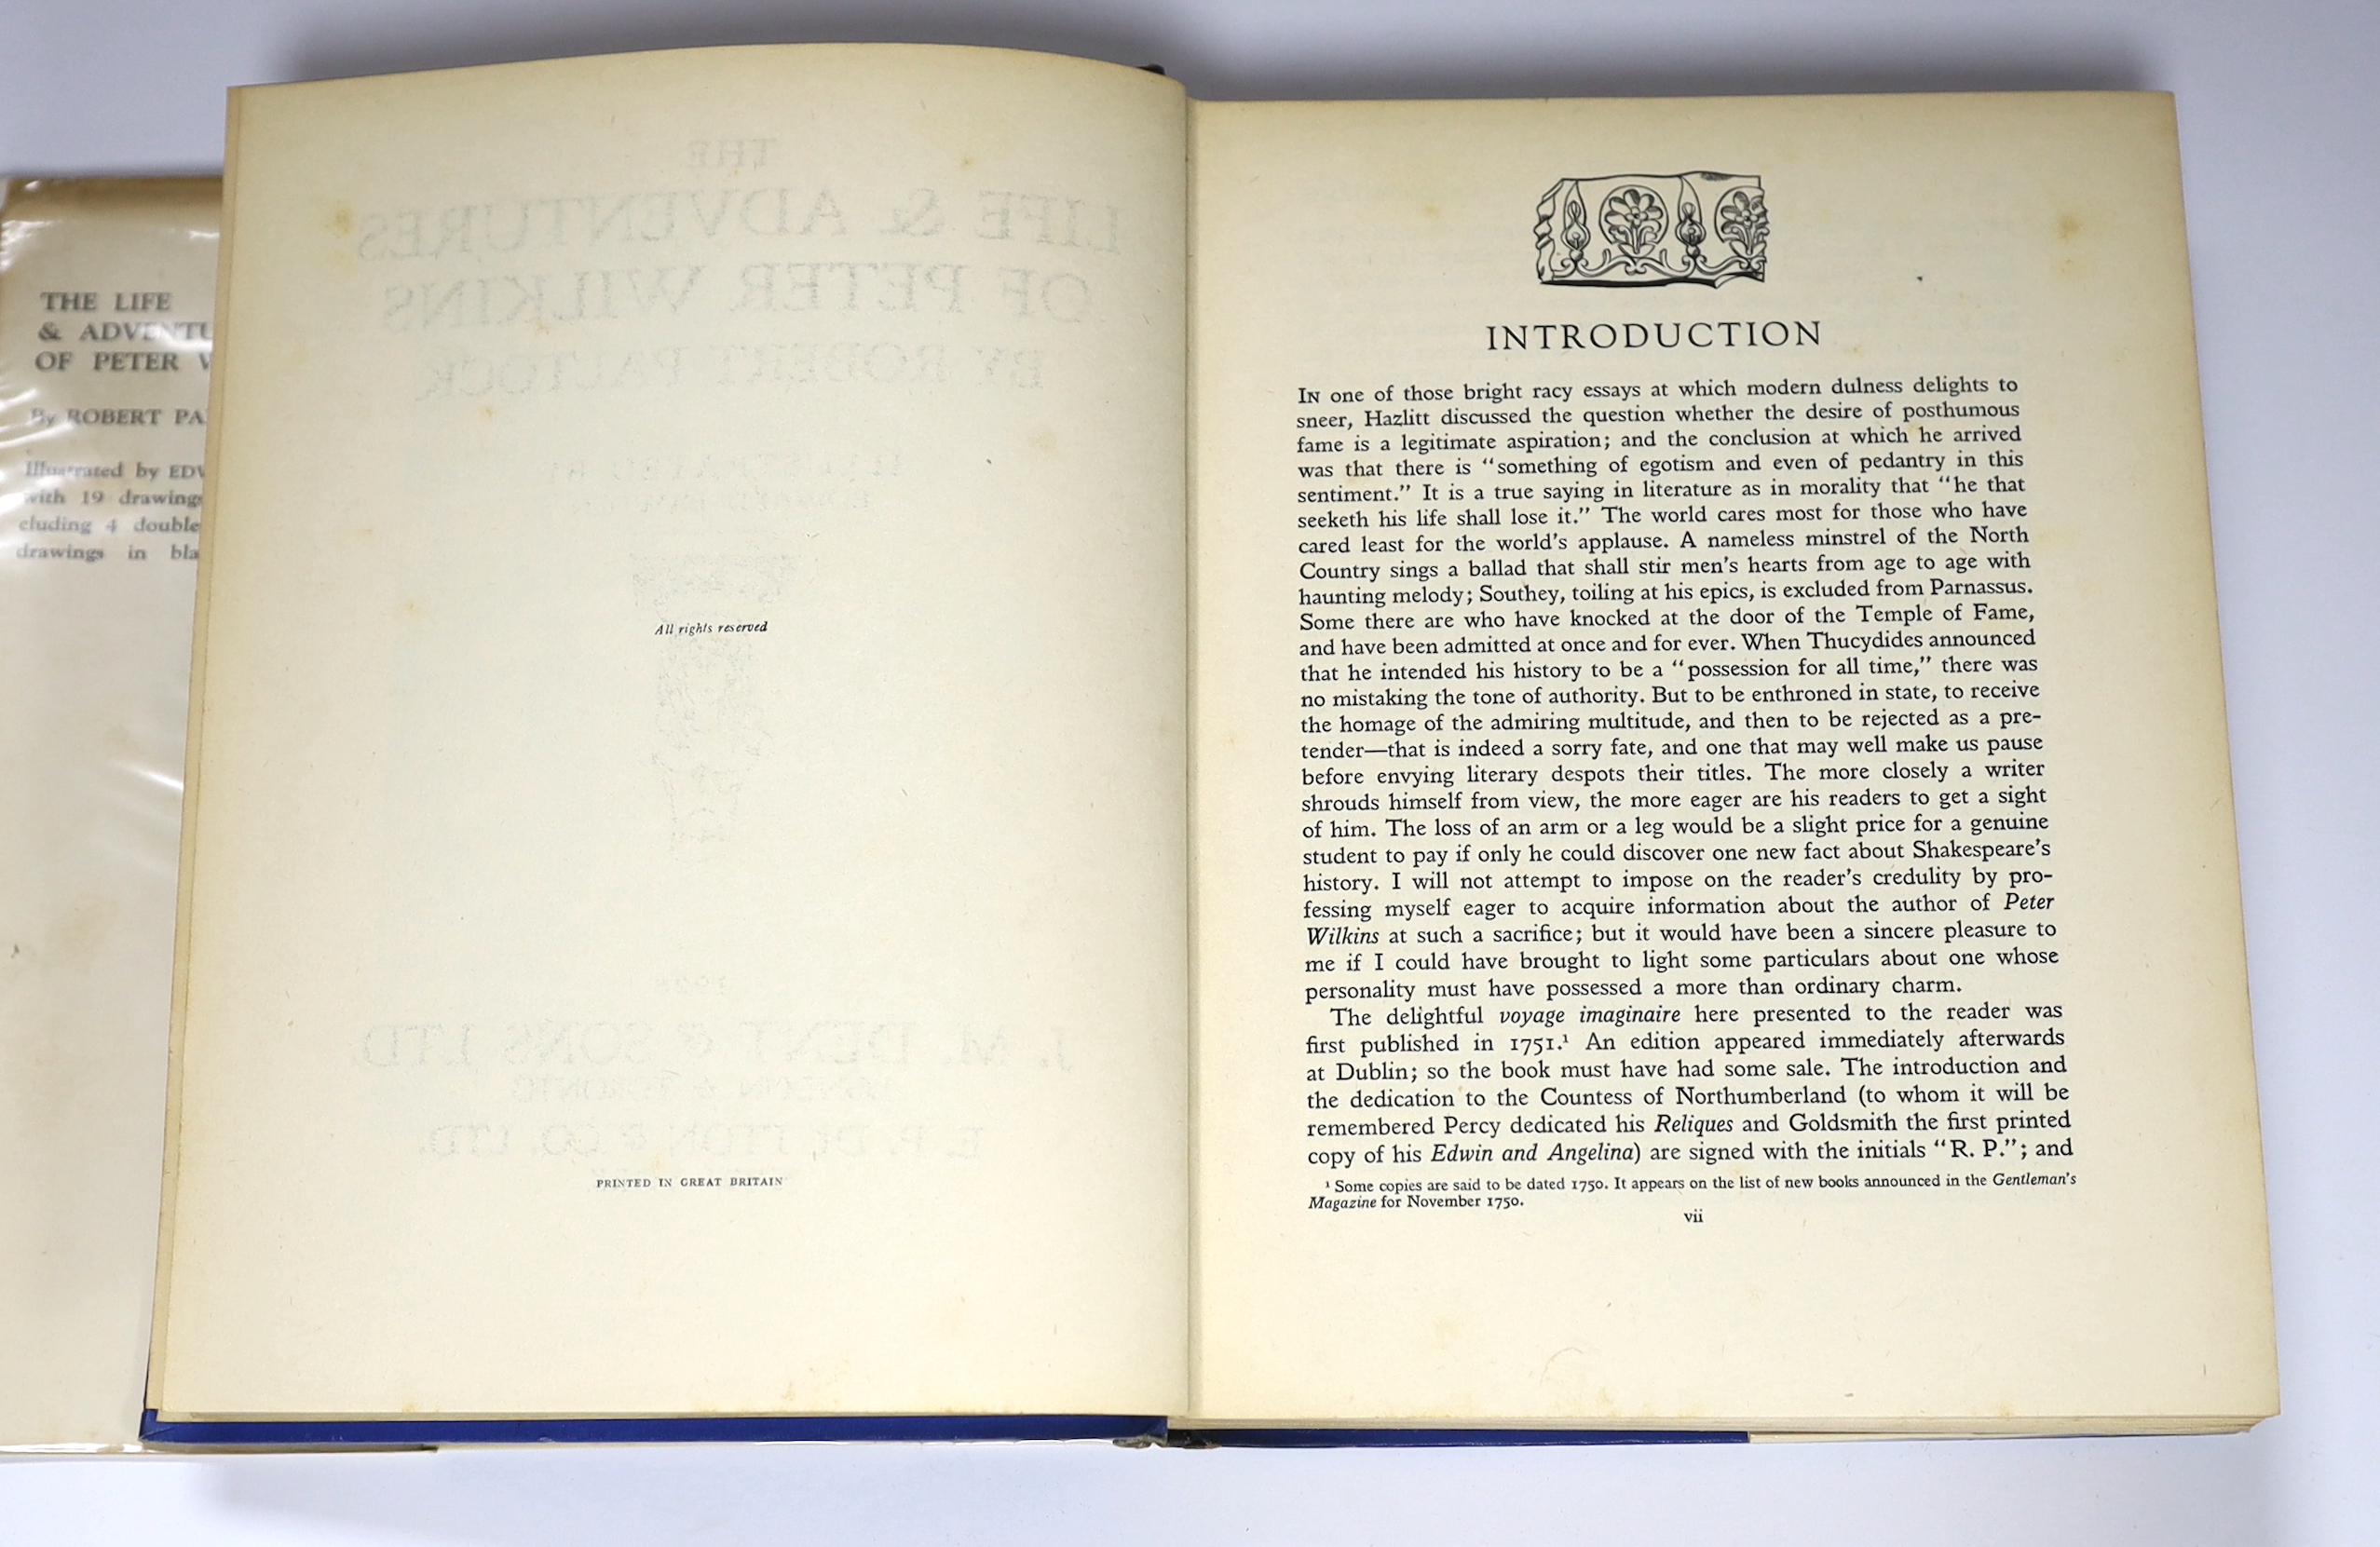 THE LIFE
& ADVENTU
OF PETER W
By ROBERT PA
Illustrated by EDW
with 19 drawings
cluding 4 double
drawings in bla
THE
LIFE & ADVENTURES
OF PETER WILKINS
BY ROBERT PALTOCK
All rights reserved
J. M. DENT & SONS LTD.
E. P. DUTTON & CO. LTD.
PRINTED IN GREAT BRITAIN
INTRODUCTION
In one of those bright racy essays at which modern dulness delights to
sneer, Hazlitt discussed the question whether the desire of posthumous
fame is a legitimate aspiration; and the conclusion at which he arrived
was that there is “something of egotism and even of pedantry in this
sentiment.” It is a true saying in literature as in morality that “he that
seeketh his life shall lose it.” The world cares most for those who have
cared least for the world’s applause. A nameless minstrel of the North
Country sings a ballad that shall stir men’s hearts from age to age with
haunting melody; Southey, toiling at his epics, is excluded from Parnassus.
Some there are who have knocked at the door of the Temple of Fame,
and have been admitted at once and for ever. When Thucydides announced
that he intended his history to be a “possession for all time,” there was
no mistaking the tone of authority. But to be enthroned in state, to receive
the homage of the admiring multitude, and then to be rejected as a pre-
tender—that is indeed a sorry fate, and one that may well make us pause
before envying literary despots their titles. The more closely a writer
shrouds himself from view, the more eager are his readers to get a sight
of him. The loss of an arm or a leg would be a slight price for a genuine
student to pay if only he could discover one new fact about Shakespeare’s
history. I will not attempt to impose on the reader’s credulity by pro-
fessing myself eager to acquire information about the author of Peter
Wilkins at such a sacrifice; but it would have been a sincere pleasure to
me if I could have brought to light some particulars about one whose
personality must have possessed a more than ordinary charm.
The delightful voyage imaginaire here presented to the reader was
first published in 1751.¹ An edition appeared immediately afterwards
at Dublin; so the book must have had some sale. The introduction and
the dedication to the Countess of Northumberland (to whom it will be
remembered Percy dedicated his Reliques and Goldsmith the first printed
copy of his Edwin and Angelina) are signed with the initials “R. P.”; and
¹ Some copies are said to be dated 1750. It appears on the list of new books announced in the Gentleman’s
Magazine for November 1750.
vii